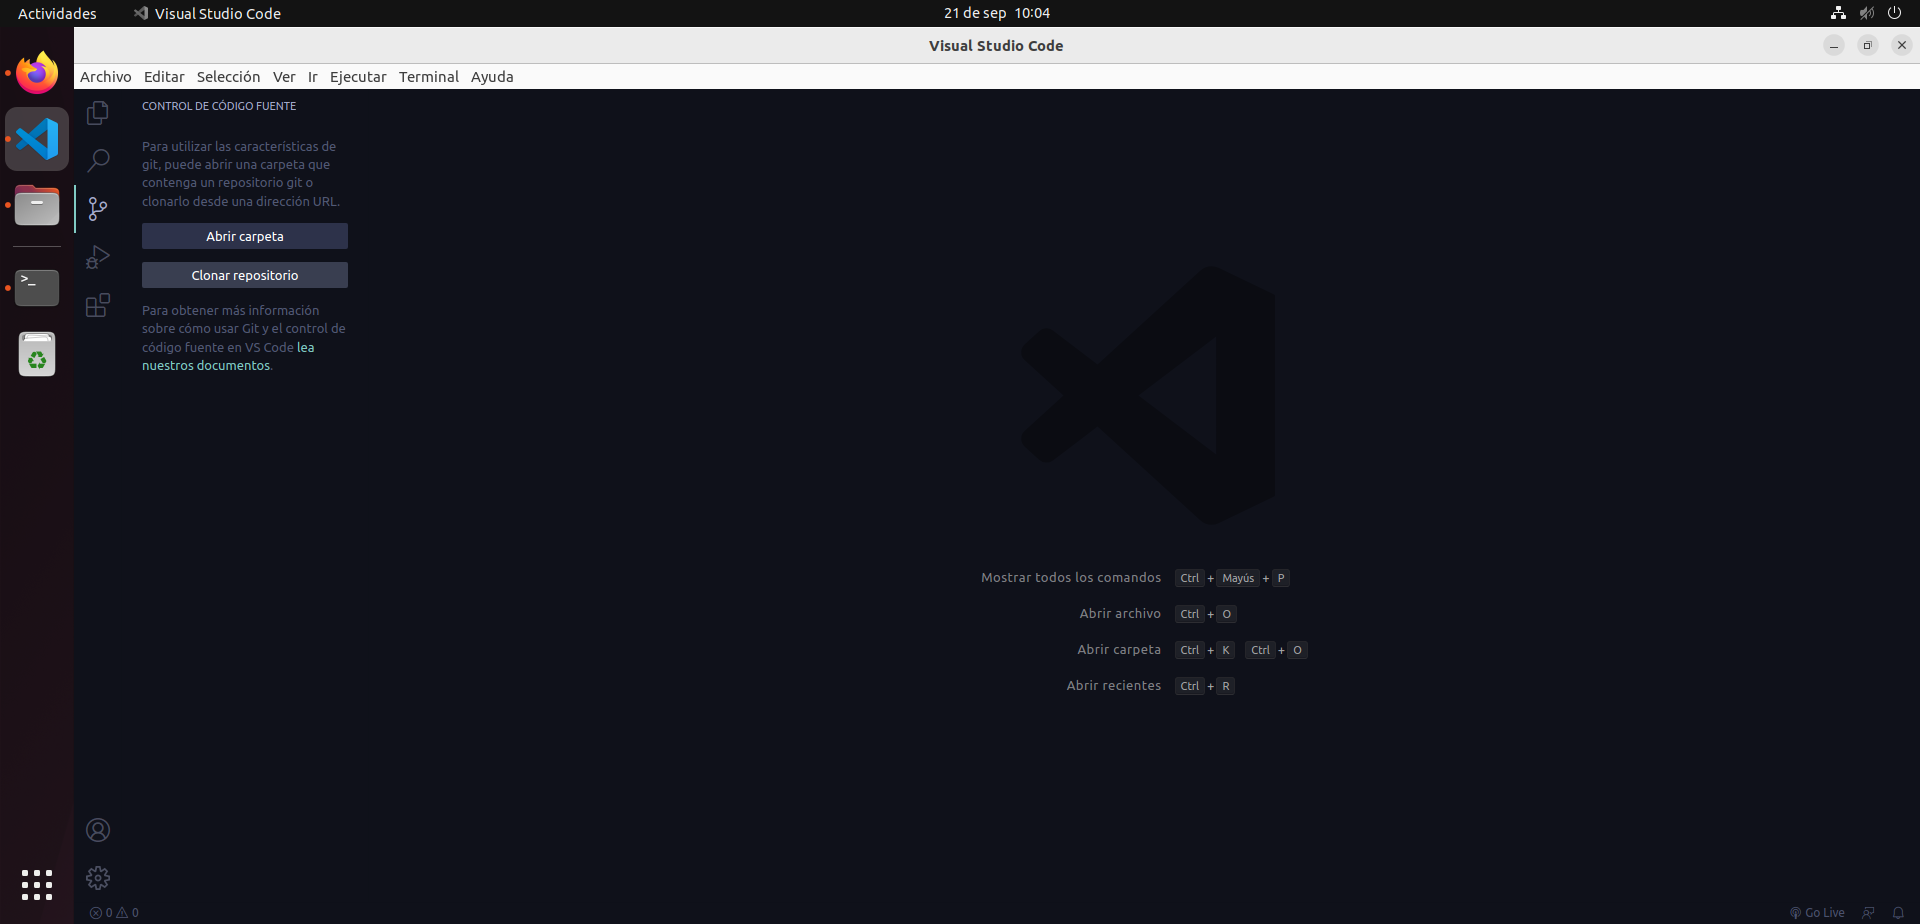 Actividades Visual Studio Code 21 de sep 10:04
Visual Studio Code
Archivo Editar Selección Ver Ir Ejecutar Terminal Ayuda
CONTROL DE CÓDIGO FUENTE
Para utilizar las características de
git, puede abrir una carpeta que
contenga un repositorio git o
clonarlo desde una dirección URL.
Abrir carpeta
Clonar repositorio
Para obtener más información
sobre cómo usar Git y el control de
código fuente en VS Code lea
nuestros documentos.
>_
Mostrar todos los comandos Ctrl + Mayús + P
Abrir archivo Ctrl + O
Abrir carpeta Ctrl + K Ctrl + O
Abrir recientes Ctrl + R
0 0 Go Live